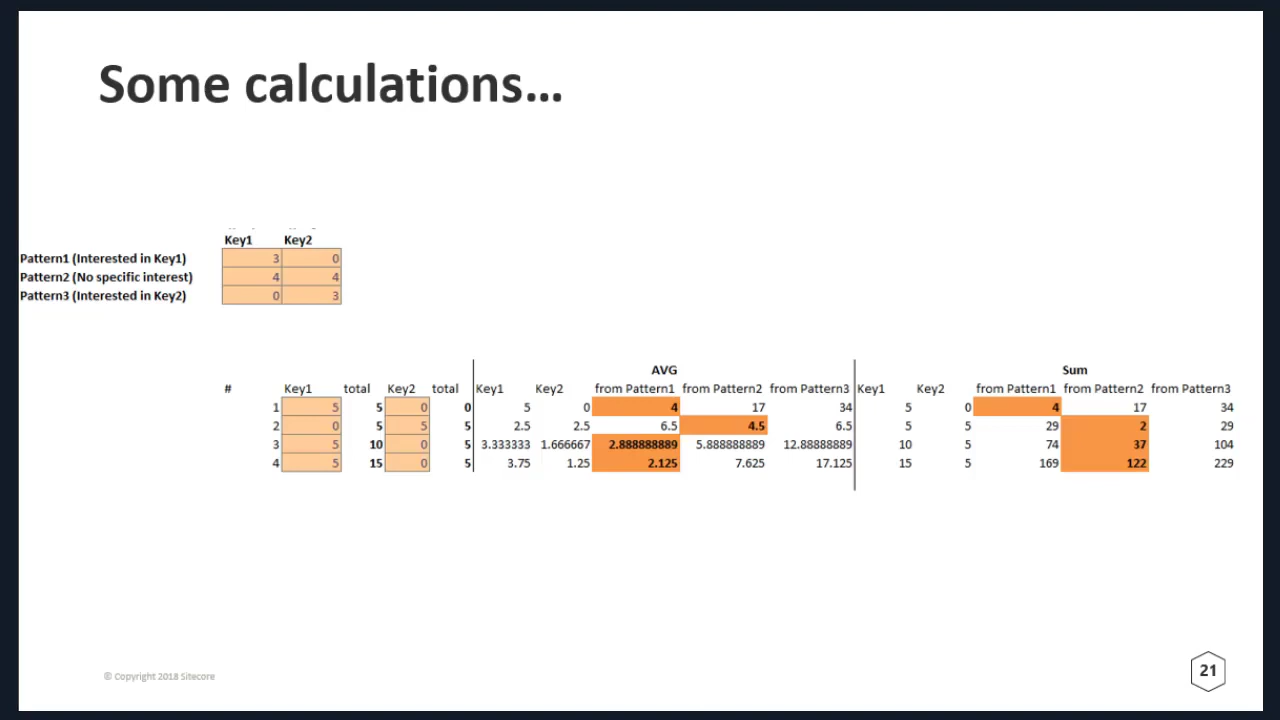 Some calculations...
Key1 Key2
Pattern1 (Interested in Key1) 3 0
Pattern2 (No specific interest) 4 4
Pattern3 (Interested in Key2) 0 3
AVG Sum
# Key1 total Key2 total Key1 Key2 from Pattern1 from Pattern2 from Pattern3 Key1 Key2 from Pattern1 from Pattern2 from Pattern3
1 5 5 0 0 5 0 4 17 34 5 0 4 17 34
2 0 5 5 5 2.5 2.5 6.5 4.5 6.5 5 5 29 2 29
3 5 10 0 5 3.333333 1.666667 2.888888889 5.888888889 12.88888889 10 5 74 37 104
4 5 15 0 5 3.75 1.25 2.125 7.625 17.125 15 5 169 122 229
© Copyright 2018 Sitecore
21